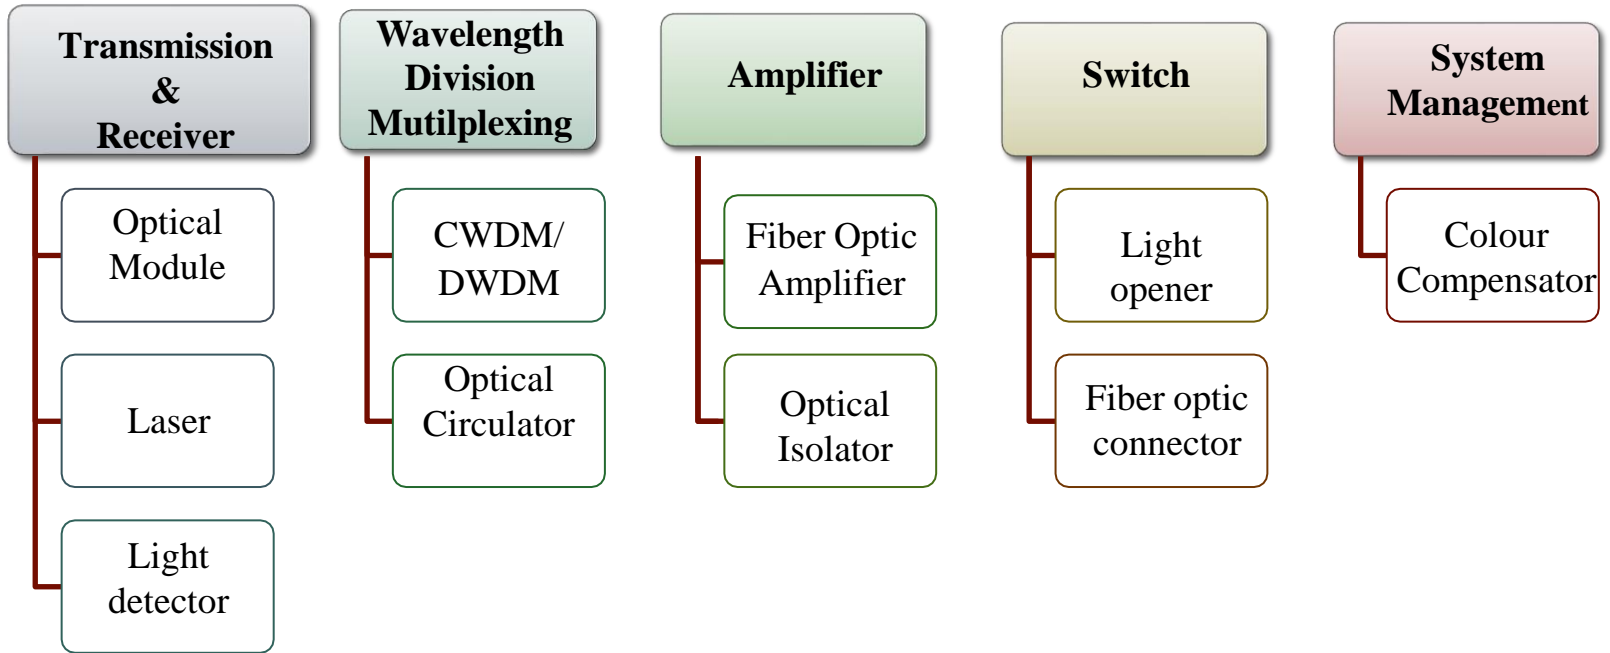 Transmission
&
Receiver
Optical
Module
Laser
Light
detector
Wavelength
Division
Mutilplexing
CWDM/
DWDM
Optical
Circulator
Amplifier
Fiber Optic
Amplifier
Optical
Isolator
Switch
Light
opener
Fiber optic
connector
System
Management
Colour
Compensator